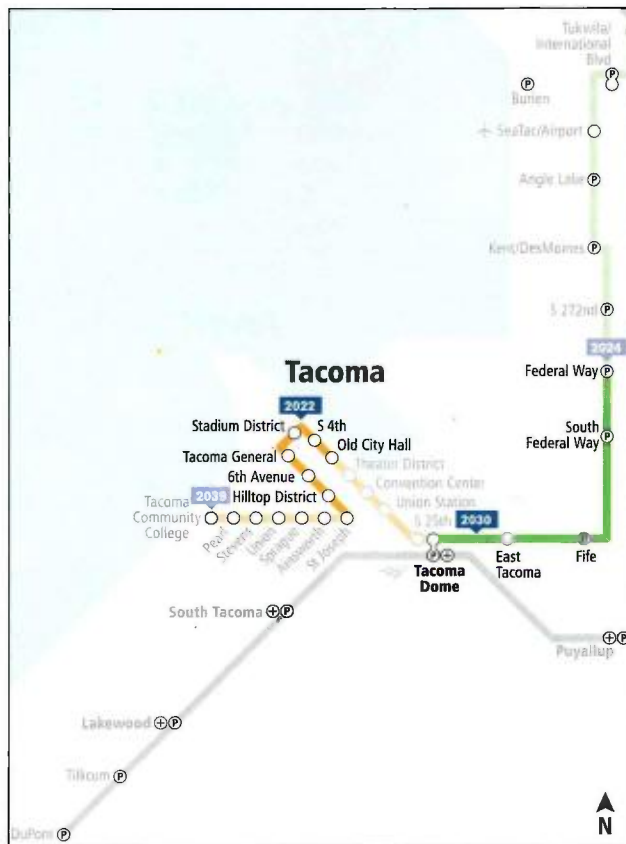 Tukwila/
International
Blvd
P
P
Burien
SeaTac/Airport
Angle Lake P
Kent/DesMoines P
S 272nd P
2024
Federal Way P
Tacoma
2022
Stadium District
S 4th
Old City Hall
South
Federal Way P
Tacoma General
Theater District
6th Avenue
Convention Center
Hilltop District
Union Station
2039
Tacoma
Community
College
S 25th
2030
Pearl
Stevens
Union
Sprague
Ainsworth
St Joseph
P
Tacoma
Dome
East
Tacoma
Fife
South Tacoma P
P
Puyallup
Lakewood P
Tillicum P
DuPont P
N